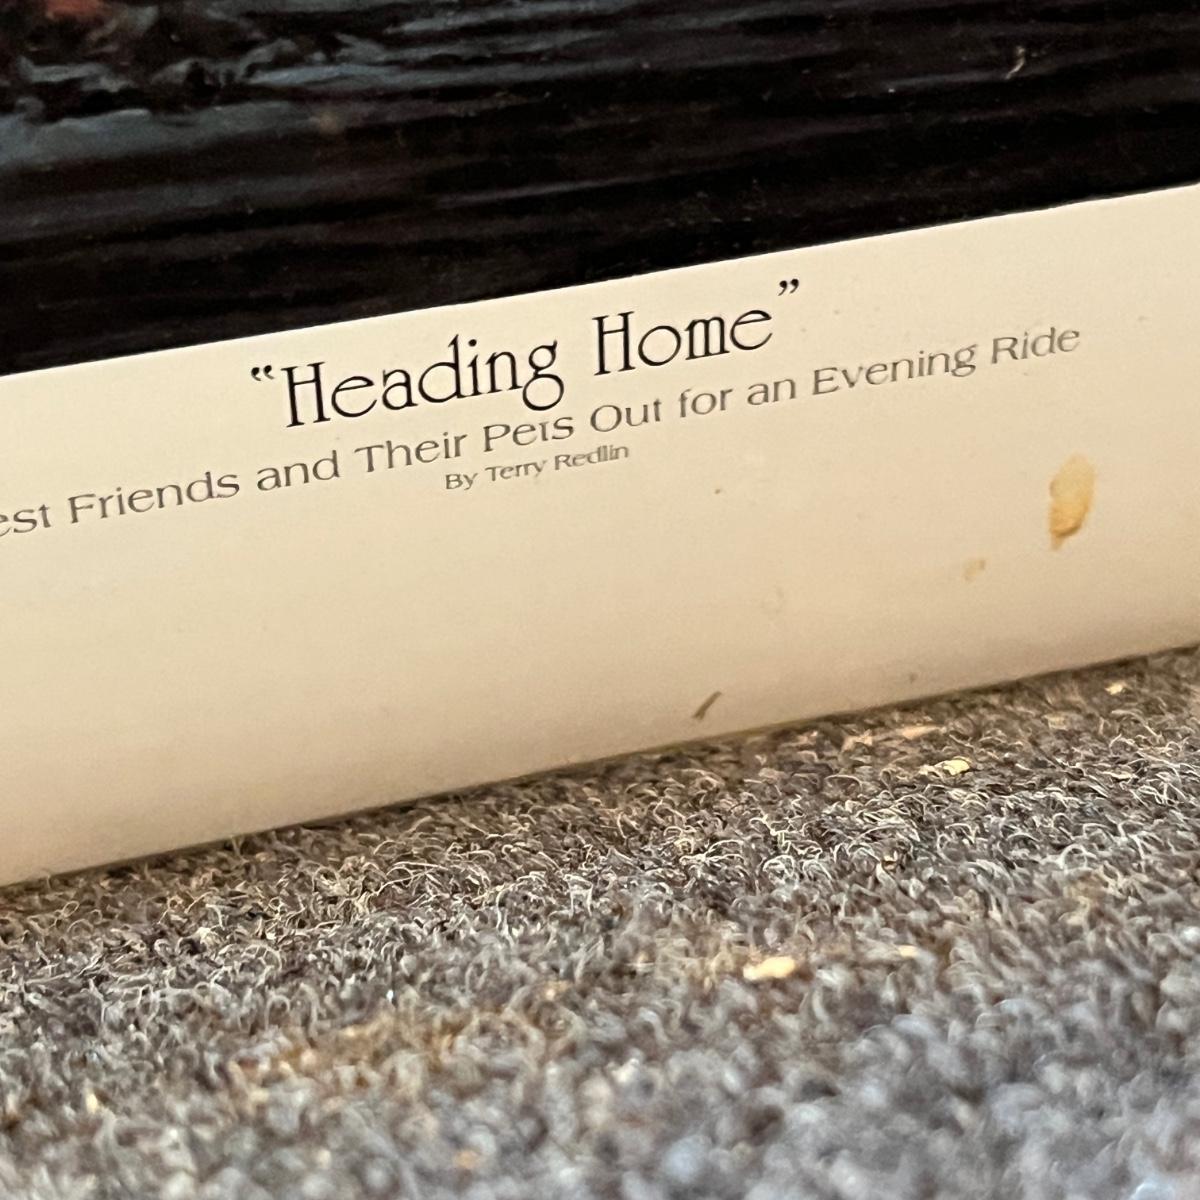 “Heading Home”
est Friends and Their Pets Out for an Evening Ride
By Terry Redlin